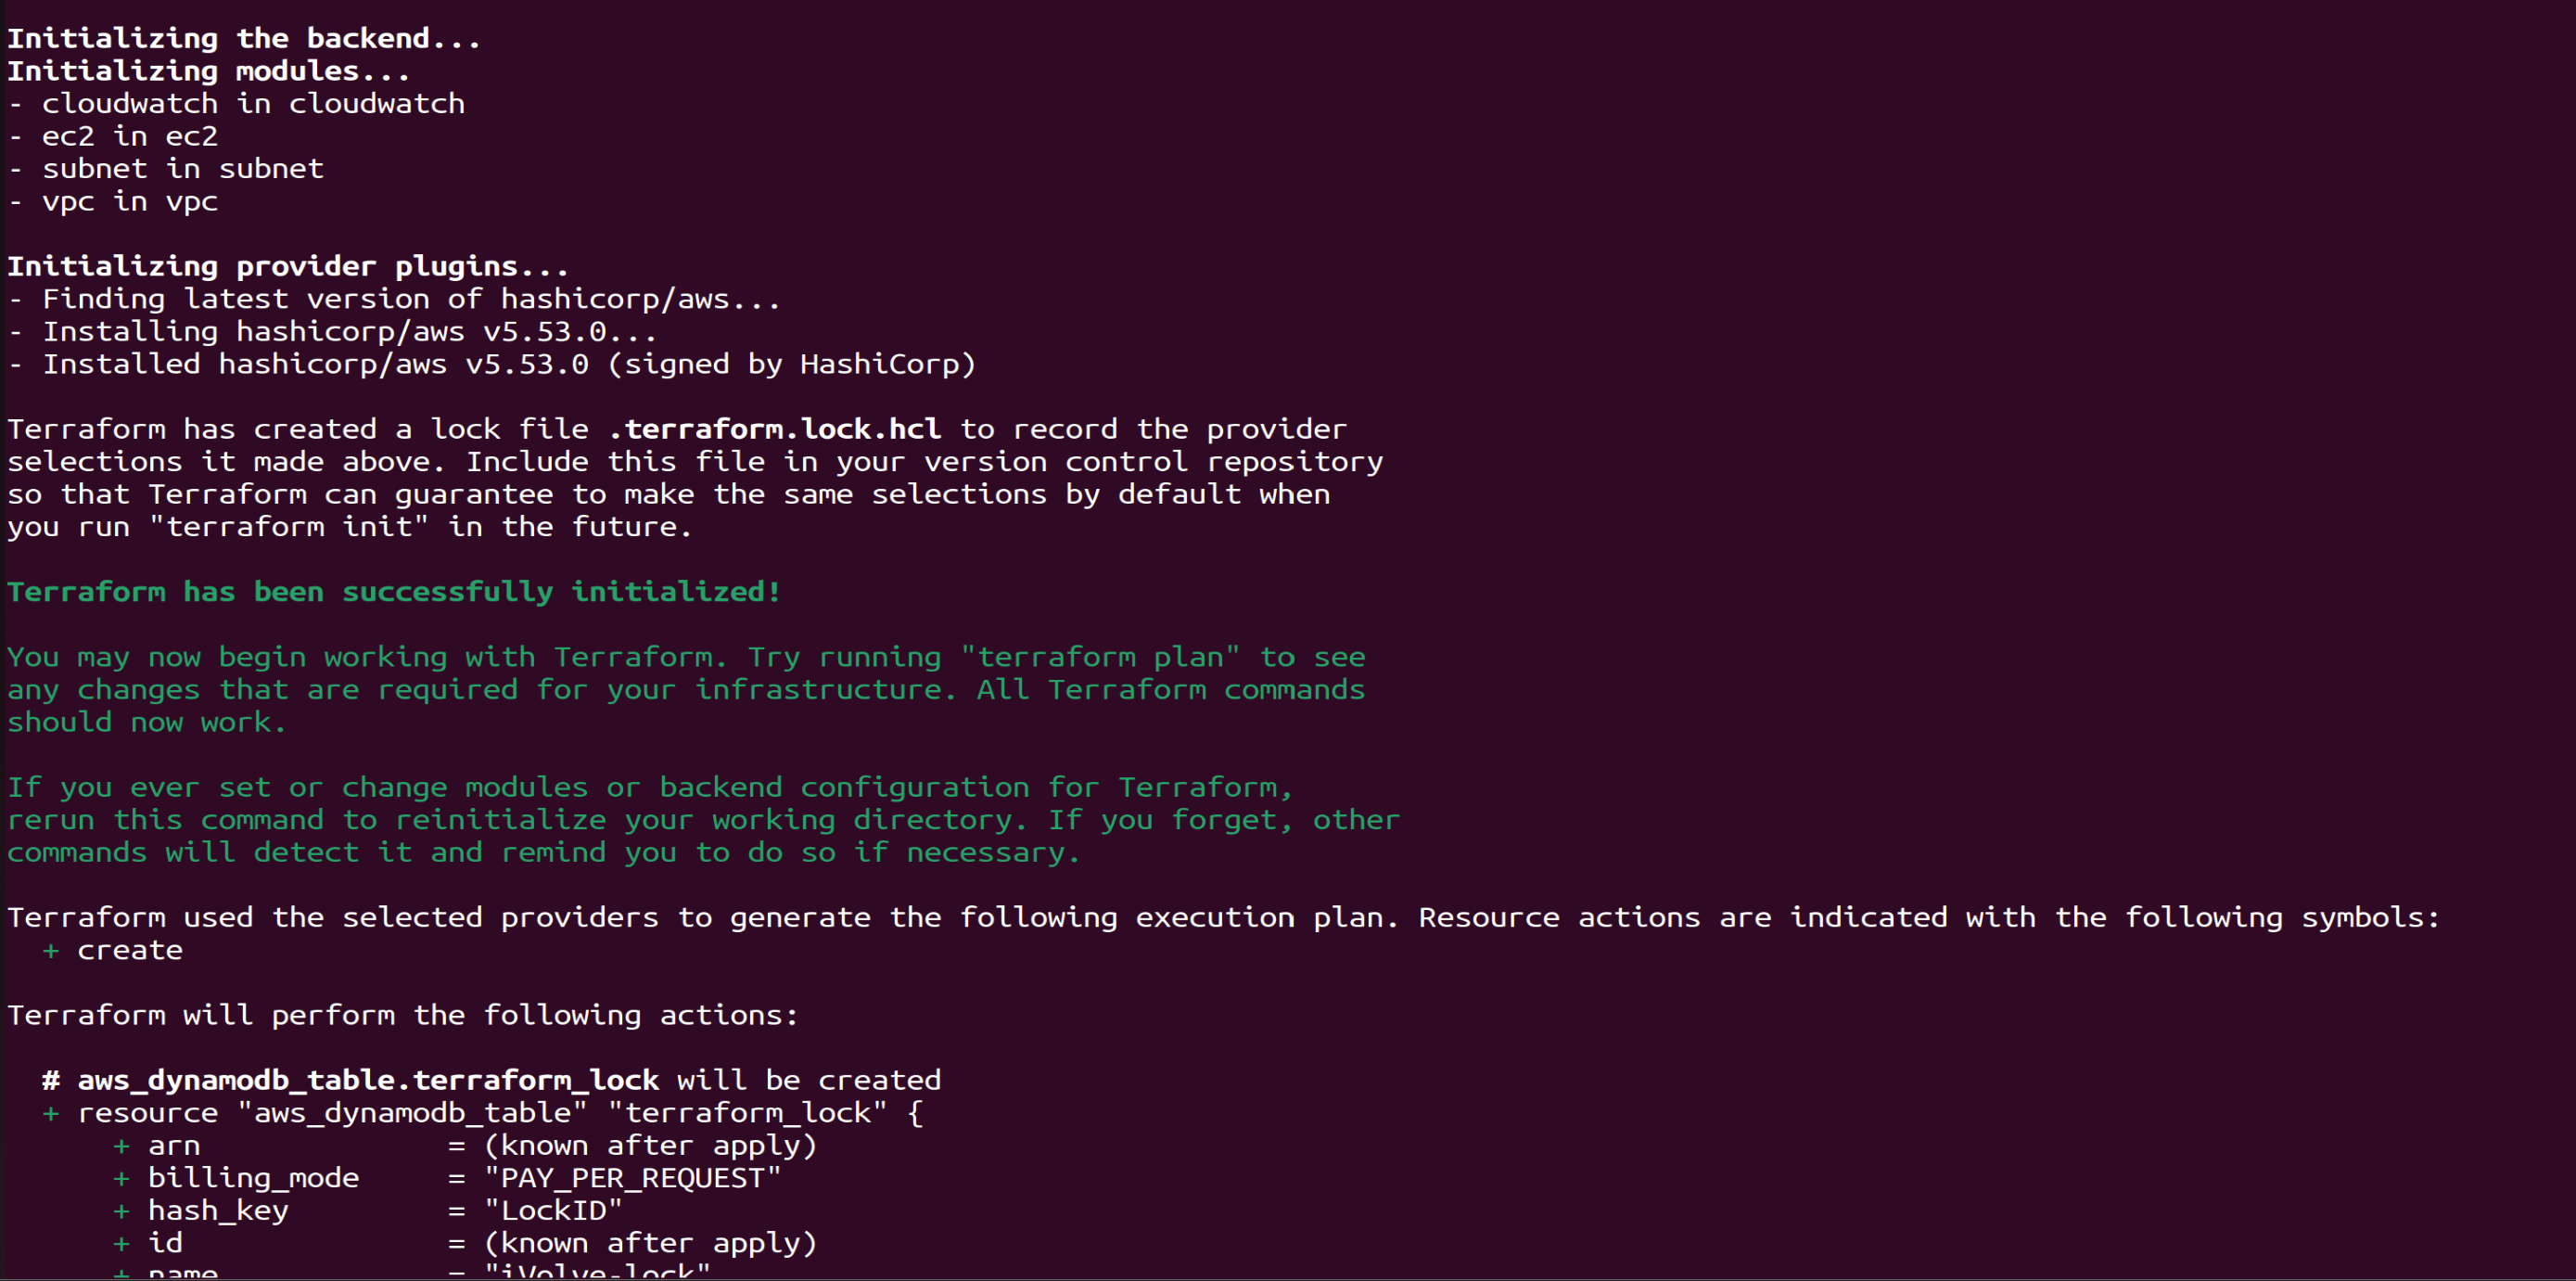 Initializing the backend...
Initializing modules...
- cloudwatch in cloudwatch
- ec2 in ec2
- subnet in subnet
- vpc in vpc
Initializing provider plugins...
- Finding latest version of hashicorp/aws...
- Installing hashicorp/aws v5.53.0...
- Installed hashicorp/aws v5.53.0 (signed by HashiCorp)
Terraform has created a lock file .terraform.lock.hcl to record the provider
selections it made above. Include this file in your version control repository
so that Terraform can guarantee to make the same selections by default when
you run "terraform init" in the future.
Terraform has been successfully initialized!
You may now begin working with Terraform. Try running "terraform plan" to see
any changes that are required for your infrastructure. All Terraform commands
should now work.
If you ever set or change modules or backend configuration for Terraform,
rerun this command to reinitialize your working directory. If you forget, other
commands will detect it and remind you to do so if necessary.
Terraform used the selected providers to generate the following execution plan. Resource actions are indicated with the following symbols:
  + create
Terraform will perform the following actions:
  # aws_dynamodb_table.terraform_lock will be created
  + resource "aws_dynamodb_table" "terraform_lock" {
      + arn              = (known after apply)
      + billing_mode     = "PAY_PER_REQUEST"
      + hash_key         = "LockID"
      + id               = (known after apply)
      + name             = "iVolve-lock"